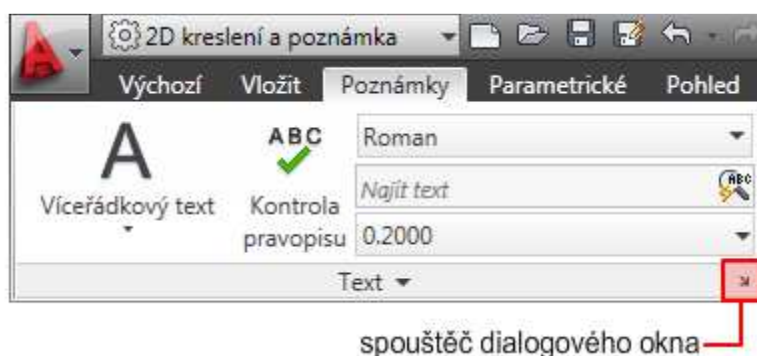 2D kreslení a poznámka
Výchozí Vložit Poznámky Parametrické Pohled
A
Víceřádkový text
ABC
Kontrola
pravopisu
Roman
Najít text
ABC
0.2000
Text
spouštěč dialogového okna